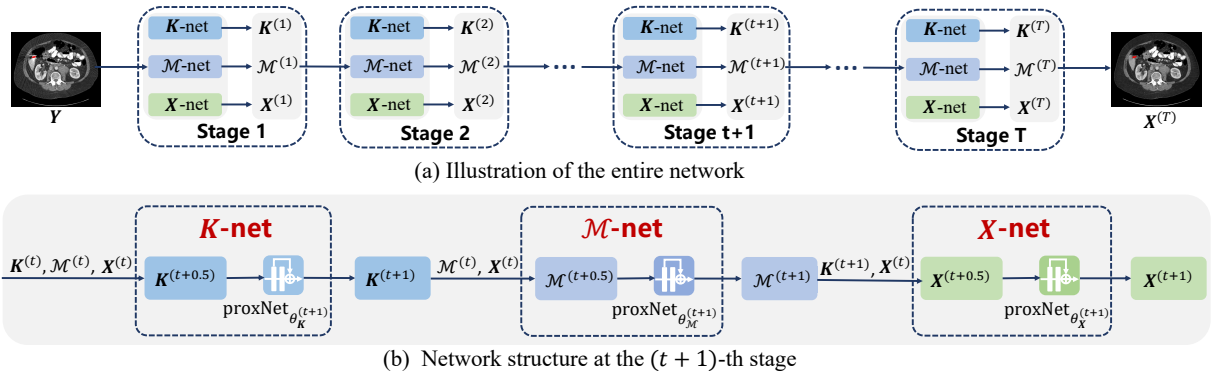 K-net K^(1) K-net K^(2) K-net K^(t+1) K-net K^(T)
ℳ-net ℳ^(1) ℳ-net ℳ^(2) ... ℳ-net ℳ^(t+1) ... ℳ-net ℳ^(T)
X-net X^(1) X-net X^(2) X-net X^(t+1) X-net X^(T)
Y Stage 1 Stage 2 Stage t+1 Stage T X^(T)
(a) Illustration of the entire network
K-net ℳ-net X-net
K^(t), ℳ^(t), X^(t) K^(t+0.5) K^(t+1) ℳ^(t), X^(t) ℳ^(t+0.5) ℳ^(t+1) K^(t+1), X^(t) X^(t+0.5) X^(t+1)
proxNet_θ_K^(t+1) proxNet_θ_ℳ^(t+1) proxNet_θ_X^(t+1)
(b) Network structure at the (t + 1)-th stage